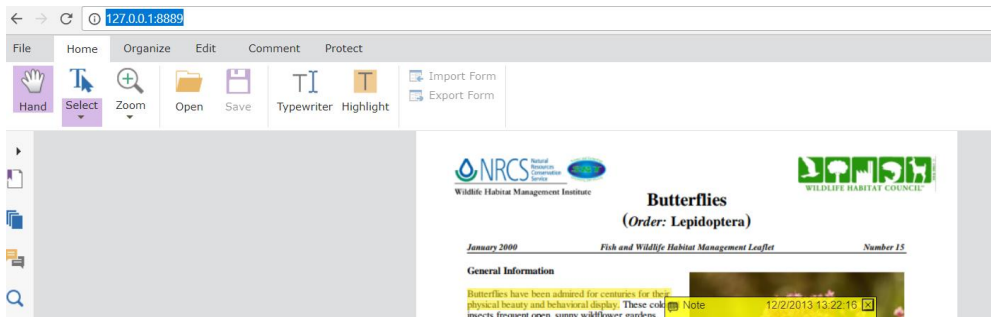 127.0.0.1:8889
File Home Organize Edit Comment Protect
Import Form
Export Form
Hand Select Zoom Open Save Typewriter Highlight
NRCS Natural Resources Conservation Service
Wildlife Habitat Management Institute
WILDLIFE HABITAT COUNCIL
Butterflies
(Order: Lepidoptera)
January 2000 Fish and Wildlife Habitat Management Leaflet Number 15
General Information
Butterflies have been admired for centuries for their
physical beauty and behavioral display. These
Note 12/2/2013 13:22:16
insects frequent open, sunny wildflower gardens,